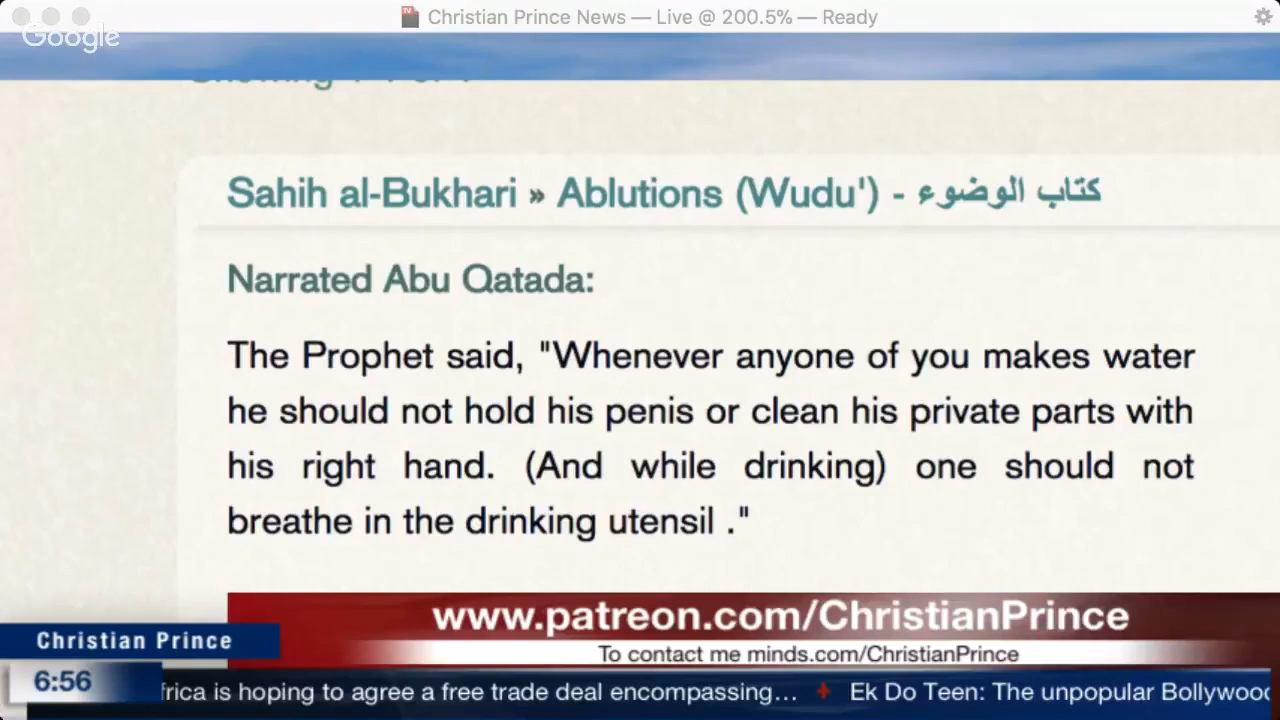 Christian Prince News — Live @ 200.5% — Ready
Google
Sahih al-Bukhari » Ablutions (Wudu') - كتاب الوضوء
Narrated Abu Qatada:
The Prophet said, "Whenever anyone of you makes water
he should not hold his penis or clean his private parts with
his right hand. (And while drinking) one should not
breathe in the drinking utensil ."
www.patreon.com/ChristianPrince
To contact me minds.com/ChristianPrince
Christian Prince
6:56
frica is hoping to agree a free trade deal encompassing... Ek Do Teen: The unpopular Bollywood